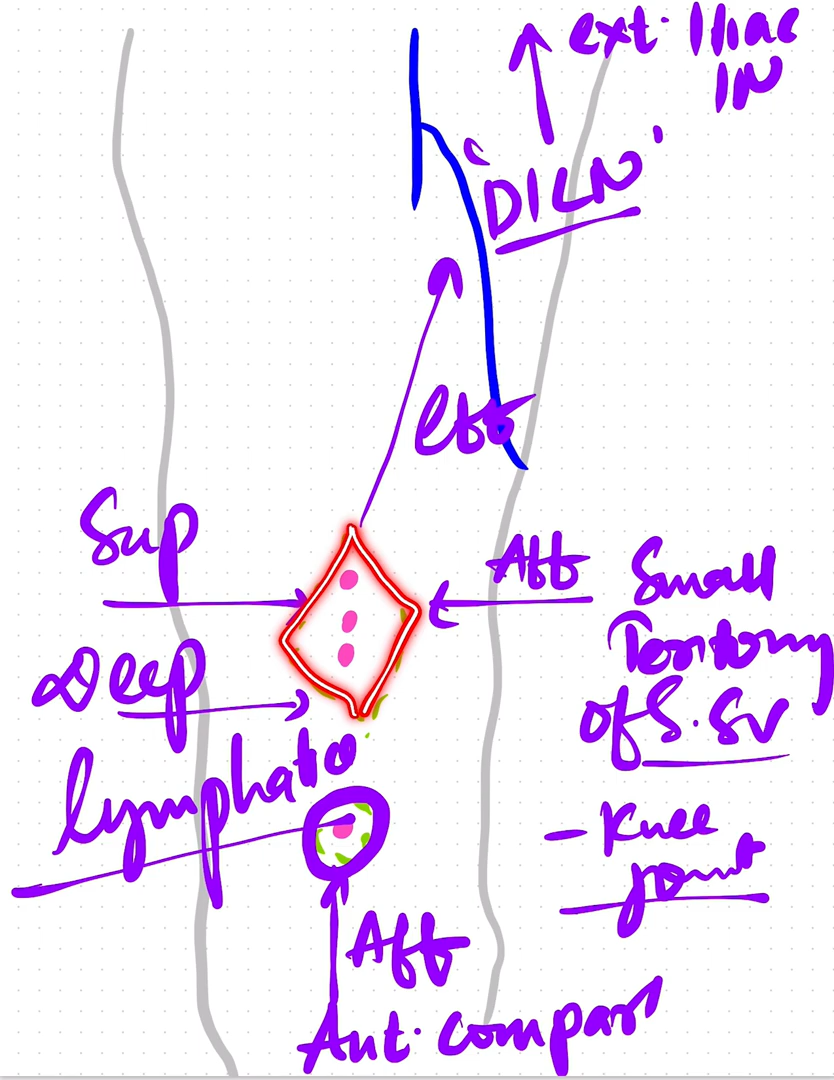 ext. Iliac
LN
'DILN'
Eff
Sup
Aff
Small
Territory
of S.SV
Deep
- Knee
joint
lymphatic
Aff
Ant. compart